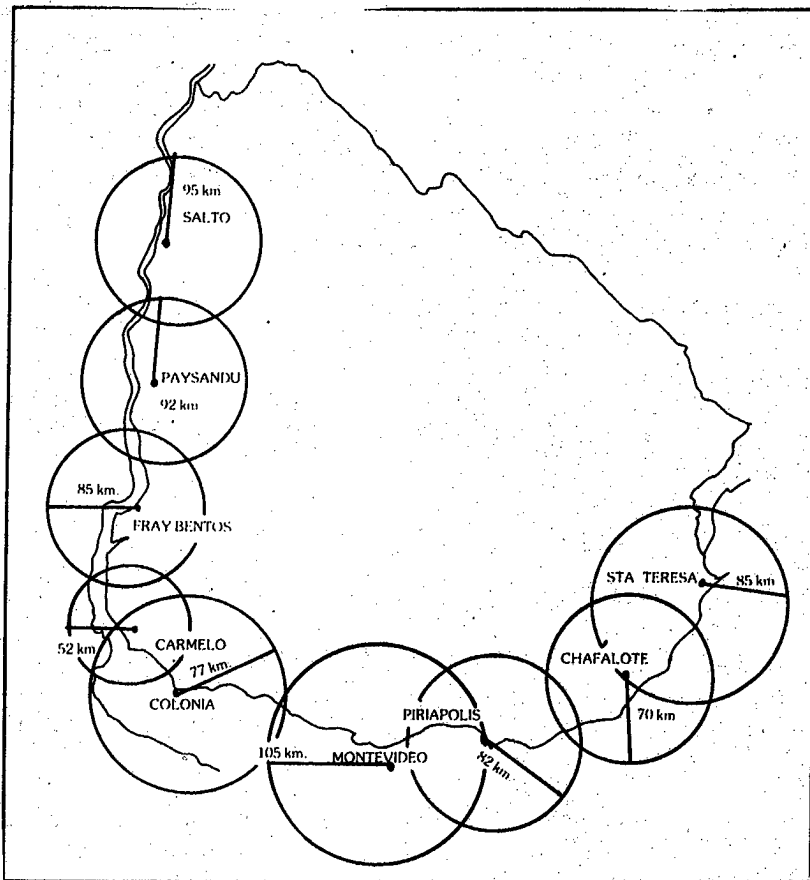 95 km
SALTO
PAYSANDU
92 km
85 km.
FRAY BENTOS
STA TERESA
85 km
52 km
CARMELO
77 km.
COLONIA
CHAFALOTE
70 km
PIRIAPOLIS
105 km.
MONTEVIDEO
82 km.